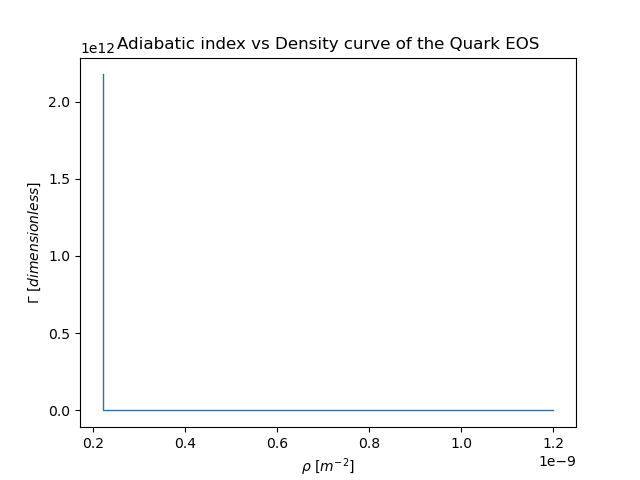 Adiabatic index vs Density curve of the Quark EOS
1e12
2.0
1.5
1.0
0.5
0.0
Γ [dimensionless]
0.2 0.4 0.6 0.8 1.0 1.2
1e−9
ρ [m⁻²]